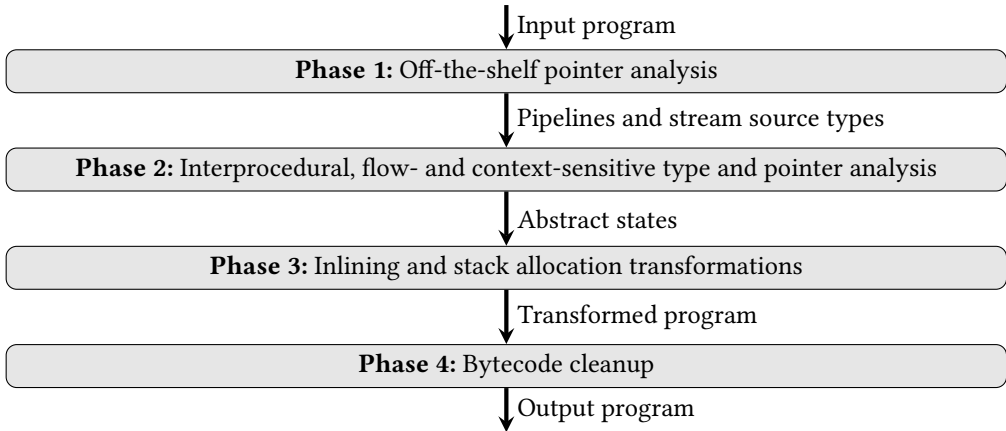 Input program
Phase 1: Off-the-shelf pointer analysis
Pipelines and stream source types
Phase 2: Interprocedural, flow- and context-sensitive type and pointer analysis
Abstract states
Phase 3: Inlining and stack allocation transformations
Transformed program
Phase 4: Bytecode cleanup
Output program